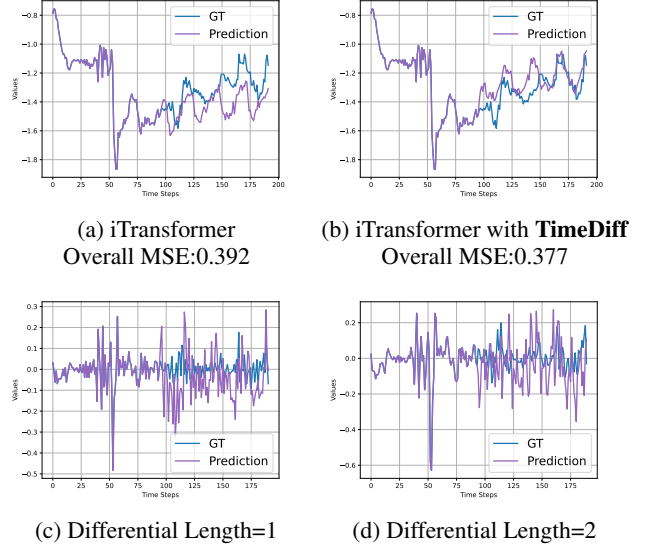 GT
Prediction
−0.8
−1.0
−1.2
−1.4
−1.6
−1.8
Values
0 25 50 75 100 125 150 175 200
Time Steps
(a) iTransformer
Overall MSE:0.392
GT
Prediction
−0.8
−1.0
−1.2
−1.4
−1.6
−1.8
Values
0 25 50 75 100 125 150 175 200
Time Steps
(b) iTransformer with TimeDiff
Overall MSE:0.377
0.3
0.2
0.1
0.0
−0.1
−0.2
−0.3
−0.4
−0.5
Values
GT
Prediction
0 25 50 75 100 125 150 175
Time Steps
(c) Differential Length=1
0.2
0.0
−0.2
−0.4
−0.6
Values
GT
Prediction
0 25 50 75 100 125 150 175
Time Steps
(d) Differential Length=2